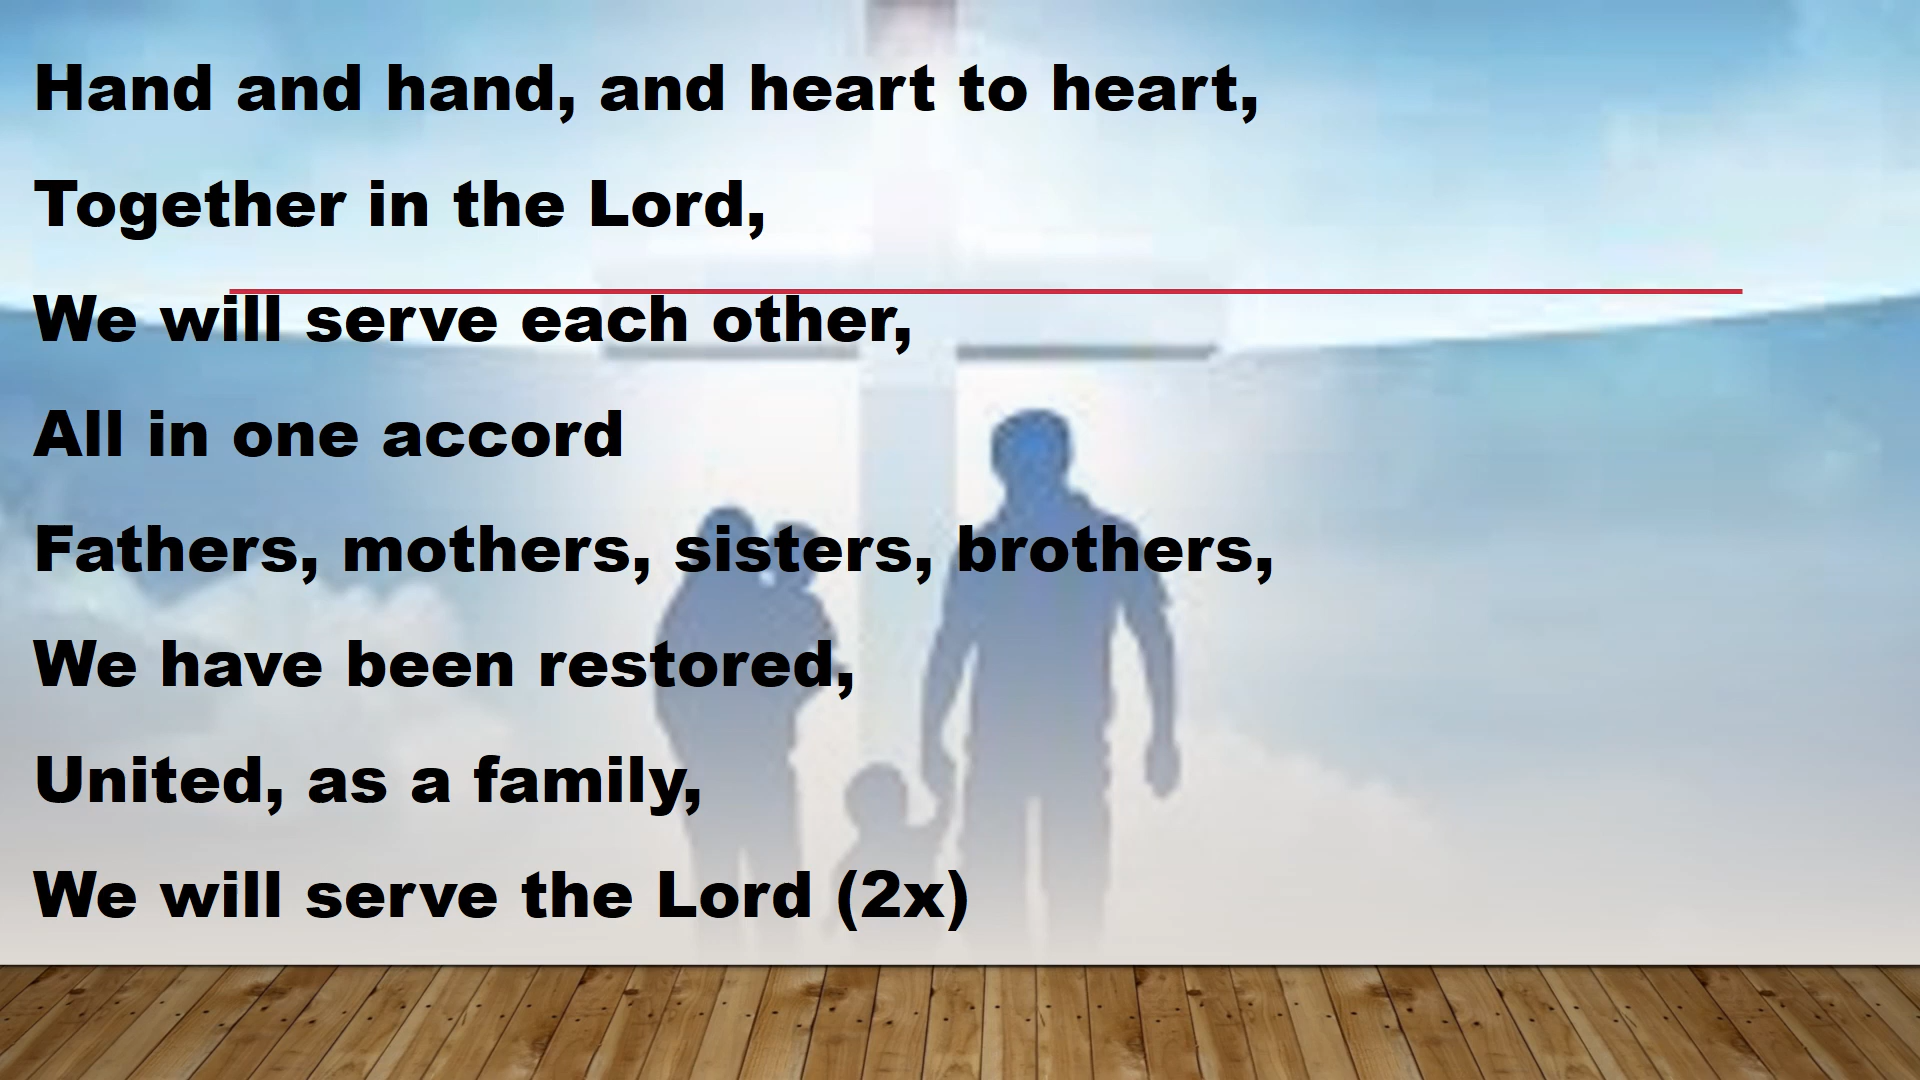 Hand and hand, and heart to heart,
Together in the Lord,
We will serve each other,
All in one accord
Fathers, mothers, sisters, brothers,
We have been restored,
United, as a family,
We will serve the Lord (2x)